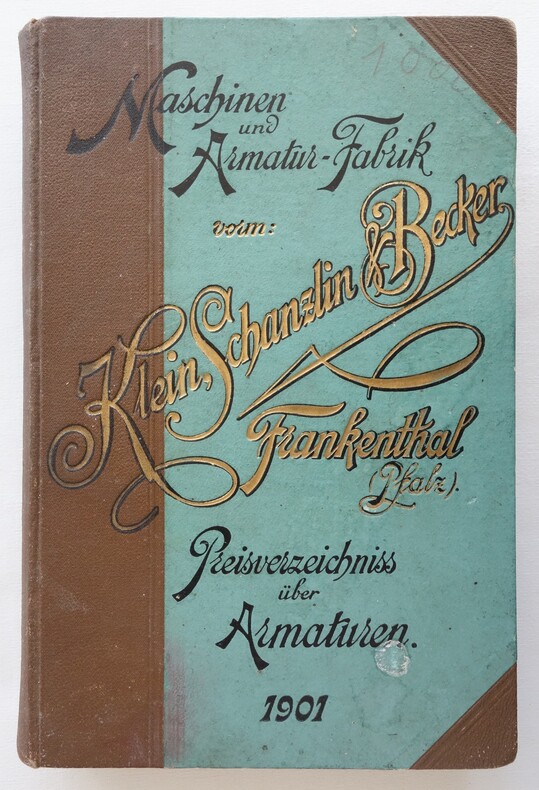 Maschinen
und
Armatur-Fabrik
vorm:
Klein, Schanzlin & Becker
Frankenthal
(Pfalz).
Preisverzeichniss
über
Armaturen.
1901